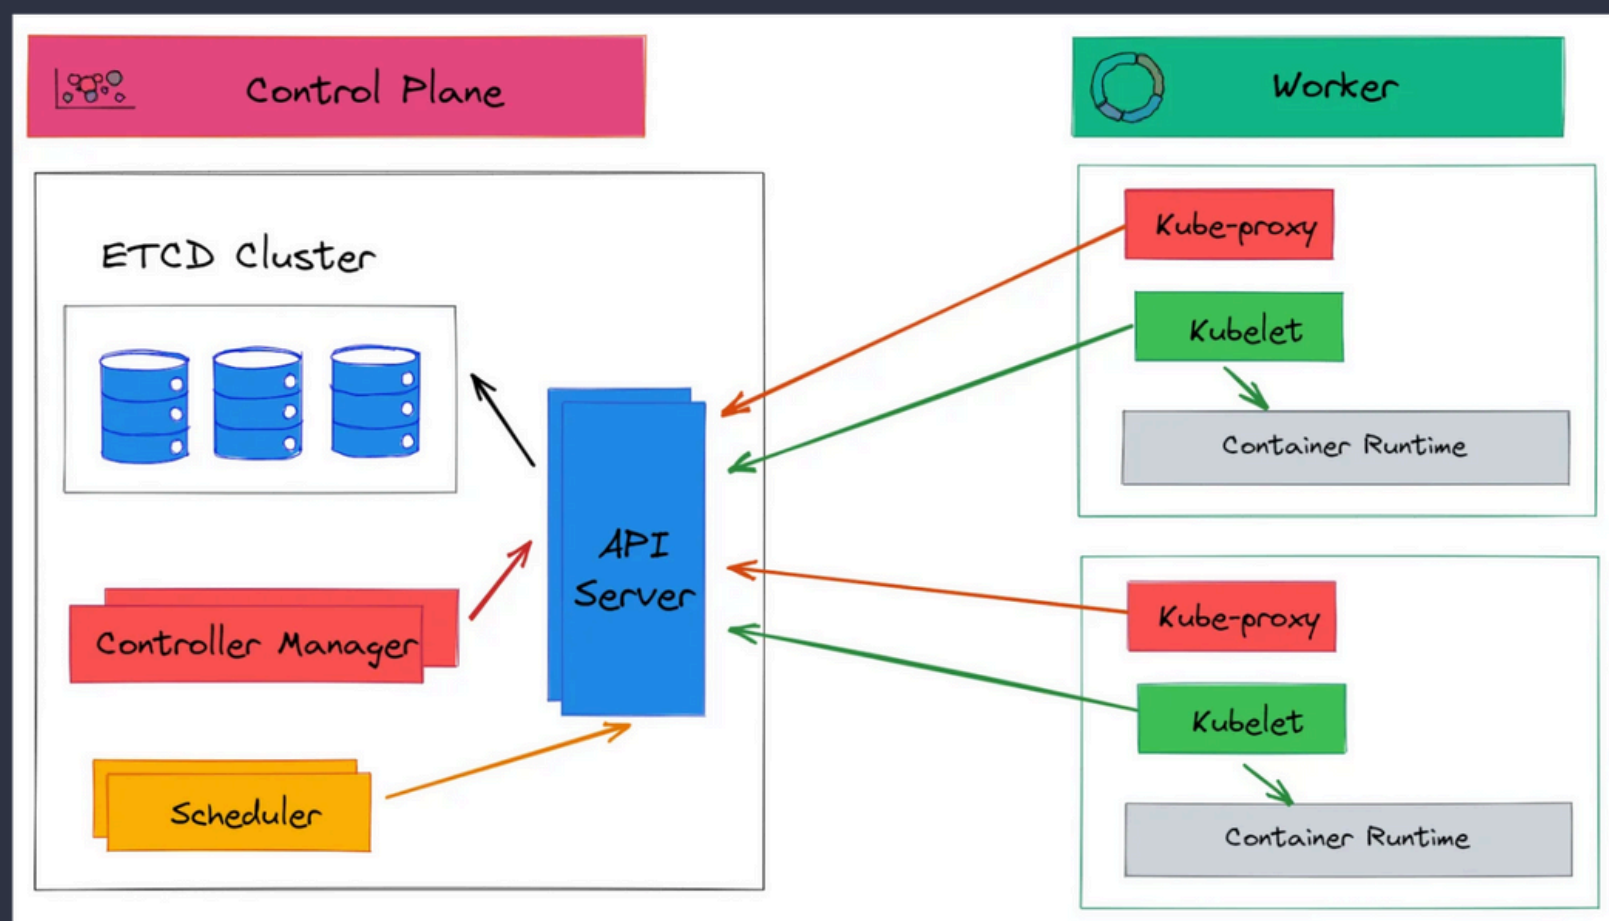 Control Plane
Worker
ETCD Cluster
API
Server
Controller Manager
Scheduler
Kube-proxy
Kubelet
Container Runtime
Kube-proxy
Kubelet
Container Runtime